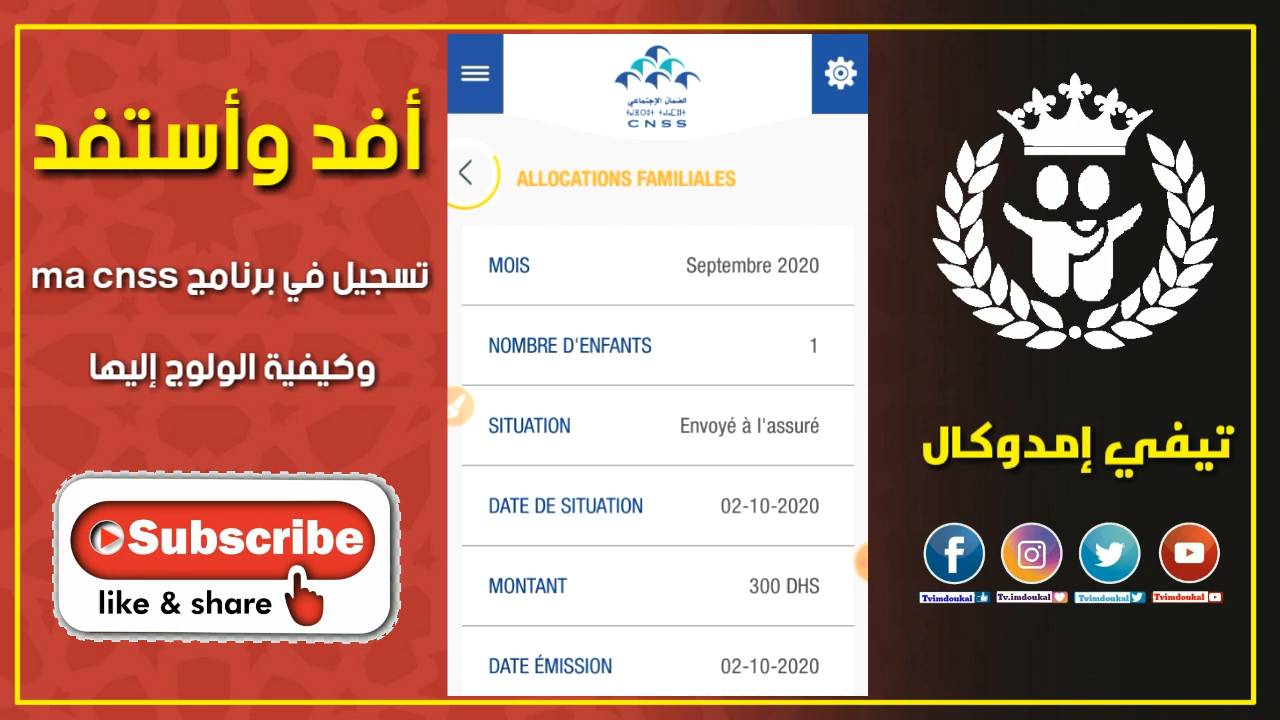 أفد وأستفد
تسجيل في برنامج ma cnss
وكيفية الولوج إليها
Subscribe
like & share
الضمان الإجتماعي
CNSS
ALLOCATIONS FAMILIALES
MOIS Septembre 2020
NOMBRE D'ENFANTS 1
SITUATION Envoyé à l'assuré
DATE DE SITUATION 02-10-2020
MONTANT 300 DHS
DATE ÉMISSION 02-10-2020
تيفي إمدوكال
Tvimdoukal
Tv.imdoukal
Tvimdoukal
Tvimdoukal